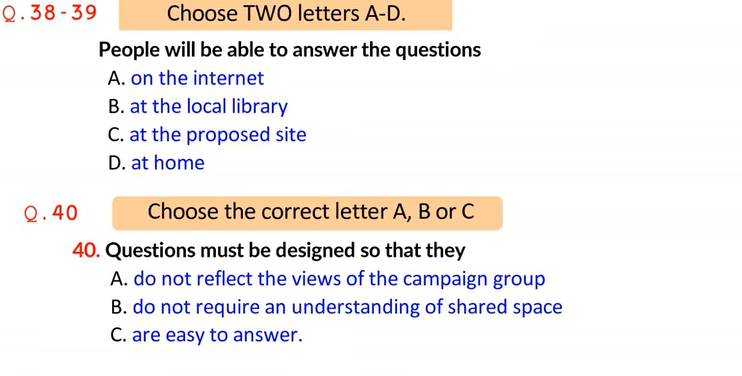 Q.38-39 Choose TWO letters A-D.
People will be able to answer the questions
A. on the internet
B. at the local library
C. at the proposed site
D. at home
Q.40 Choose the correct letter A, B or C
40. Questions must be designed so that they
A. do not reflect the views of the campaign group
B. do not require an understanding of shared space
C. are easy to answer.